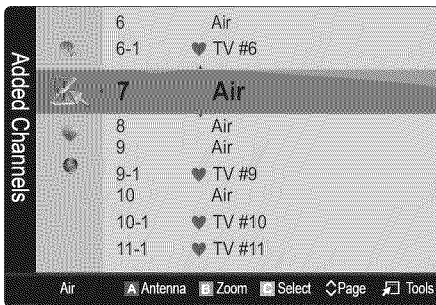 Added Channels
6 Air
6-1 ♥ TV #6
7 Air
8 Air
9 Air
9-1 ♥ TV #9
10 Air
10-1 ♥ TV #10
11-1 ♥ TV #11
Air A Antenna B Zoom C Select Page Tools